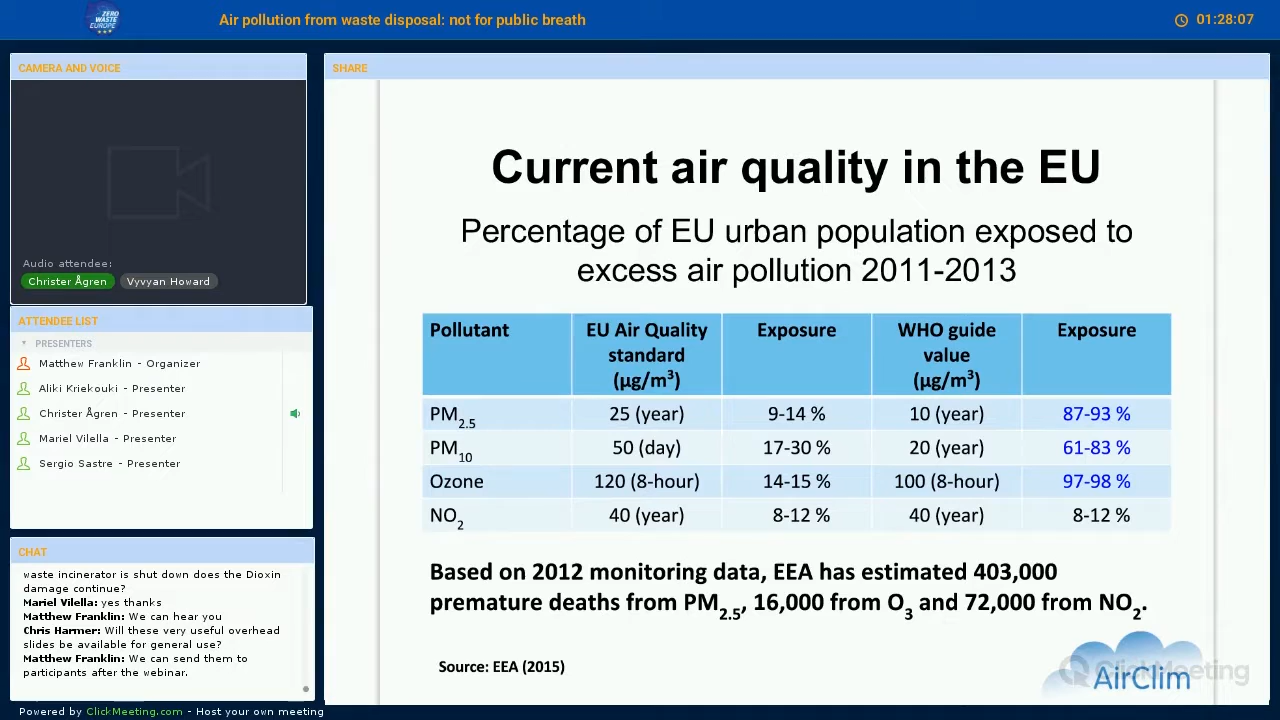 ZERO WASTE EUROPE
Air pollution from waste disposal: not for public breath
01:28:07
CAMERA AND VOICE
Audio attendee:
Christer Ågren Vyvyan Howard
ATTENDEE LIST
PRESENTERS
Matthew Franklin - Organizer
Aliki Kriekouki - Presenter
Christer Ågren - Presenter
Mariel Vilella - Presenter
Sergio Sastre - Presenter
CHAT
waste incinerator is shut down does the Dioxin
damage continue?
Mariel Vilella: yes thanks
Matthew Franklin: We can hear you
Chris Harmer: Will these very useful overhead
slides be available for general use?
Matthew Franklin: We can send them to
participants after the webinar.
SHARE
Current air quality in the EU
Percentage of EU urban population exposed to
excess air pollution 2011-2013
Pollutant EU Air Quality Exposure WHO guide Exposure
standard value
(µg/m³) (µg/m³)
PM2.5 25 (year) 9-14 % 10 (year) 87-93 %
PM10 50 (day) 17-30 % 20 (year) 61-83 %
Ozone 120 (8-hour) 14-15 % 100 (8-hour) 97-98 %
NO2 40 (year) 8-12 % 40 (year) 8-12 %
Based on 2012 monitoring data, EEA has estimated 403,000
premature deaths from PM2.5, 16,000 from O3 and 72,000 from NO2.
Source: EEA (2015)
ClickMeeting
AirClim
Powered by ClickMeeting.com - Host your own meeting